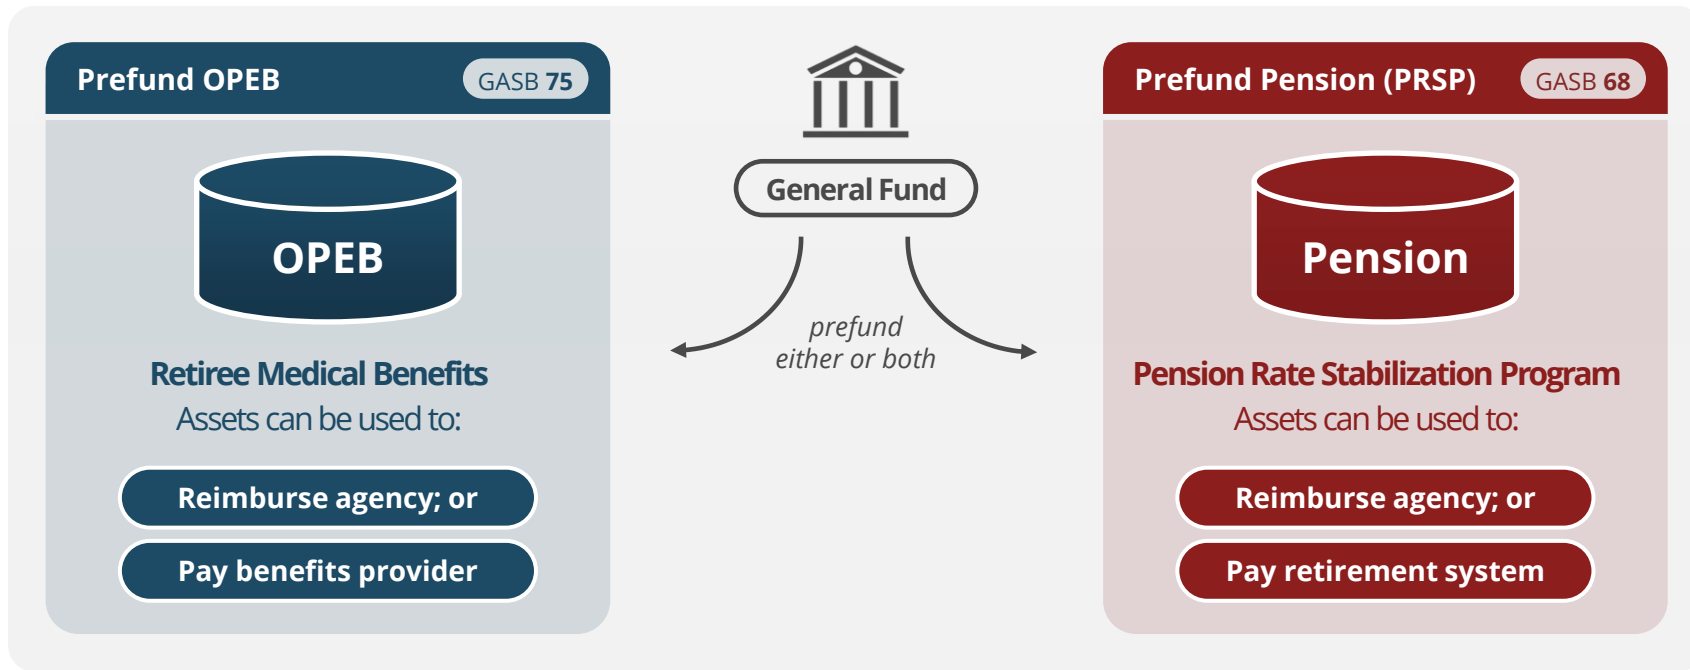 Prefund OPEB
GASB 75
OPEB
Retiree Medical Benefits
Assets can be used to:
Reimburse agency; or
Pay benefits provider
General Fund
prefund
either or both
Prefund Pension (PRSP)
GASB 68
Pension
Pension Rate Stabilization Program
Assets can be used to:
Reimburse agency; or
Pay retirement system